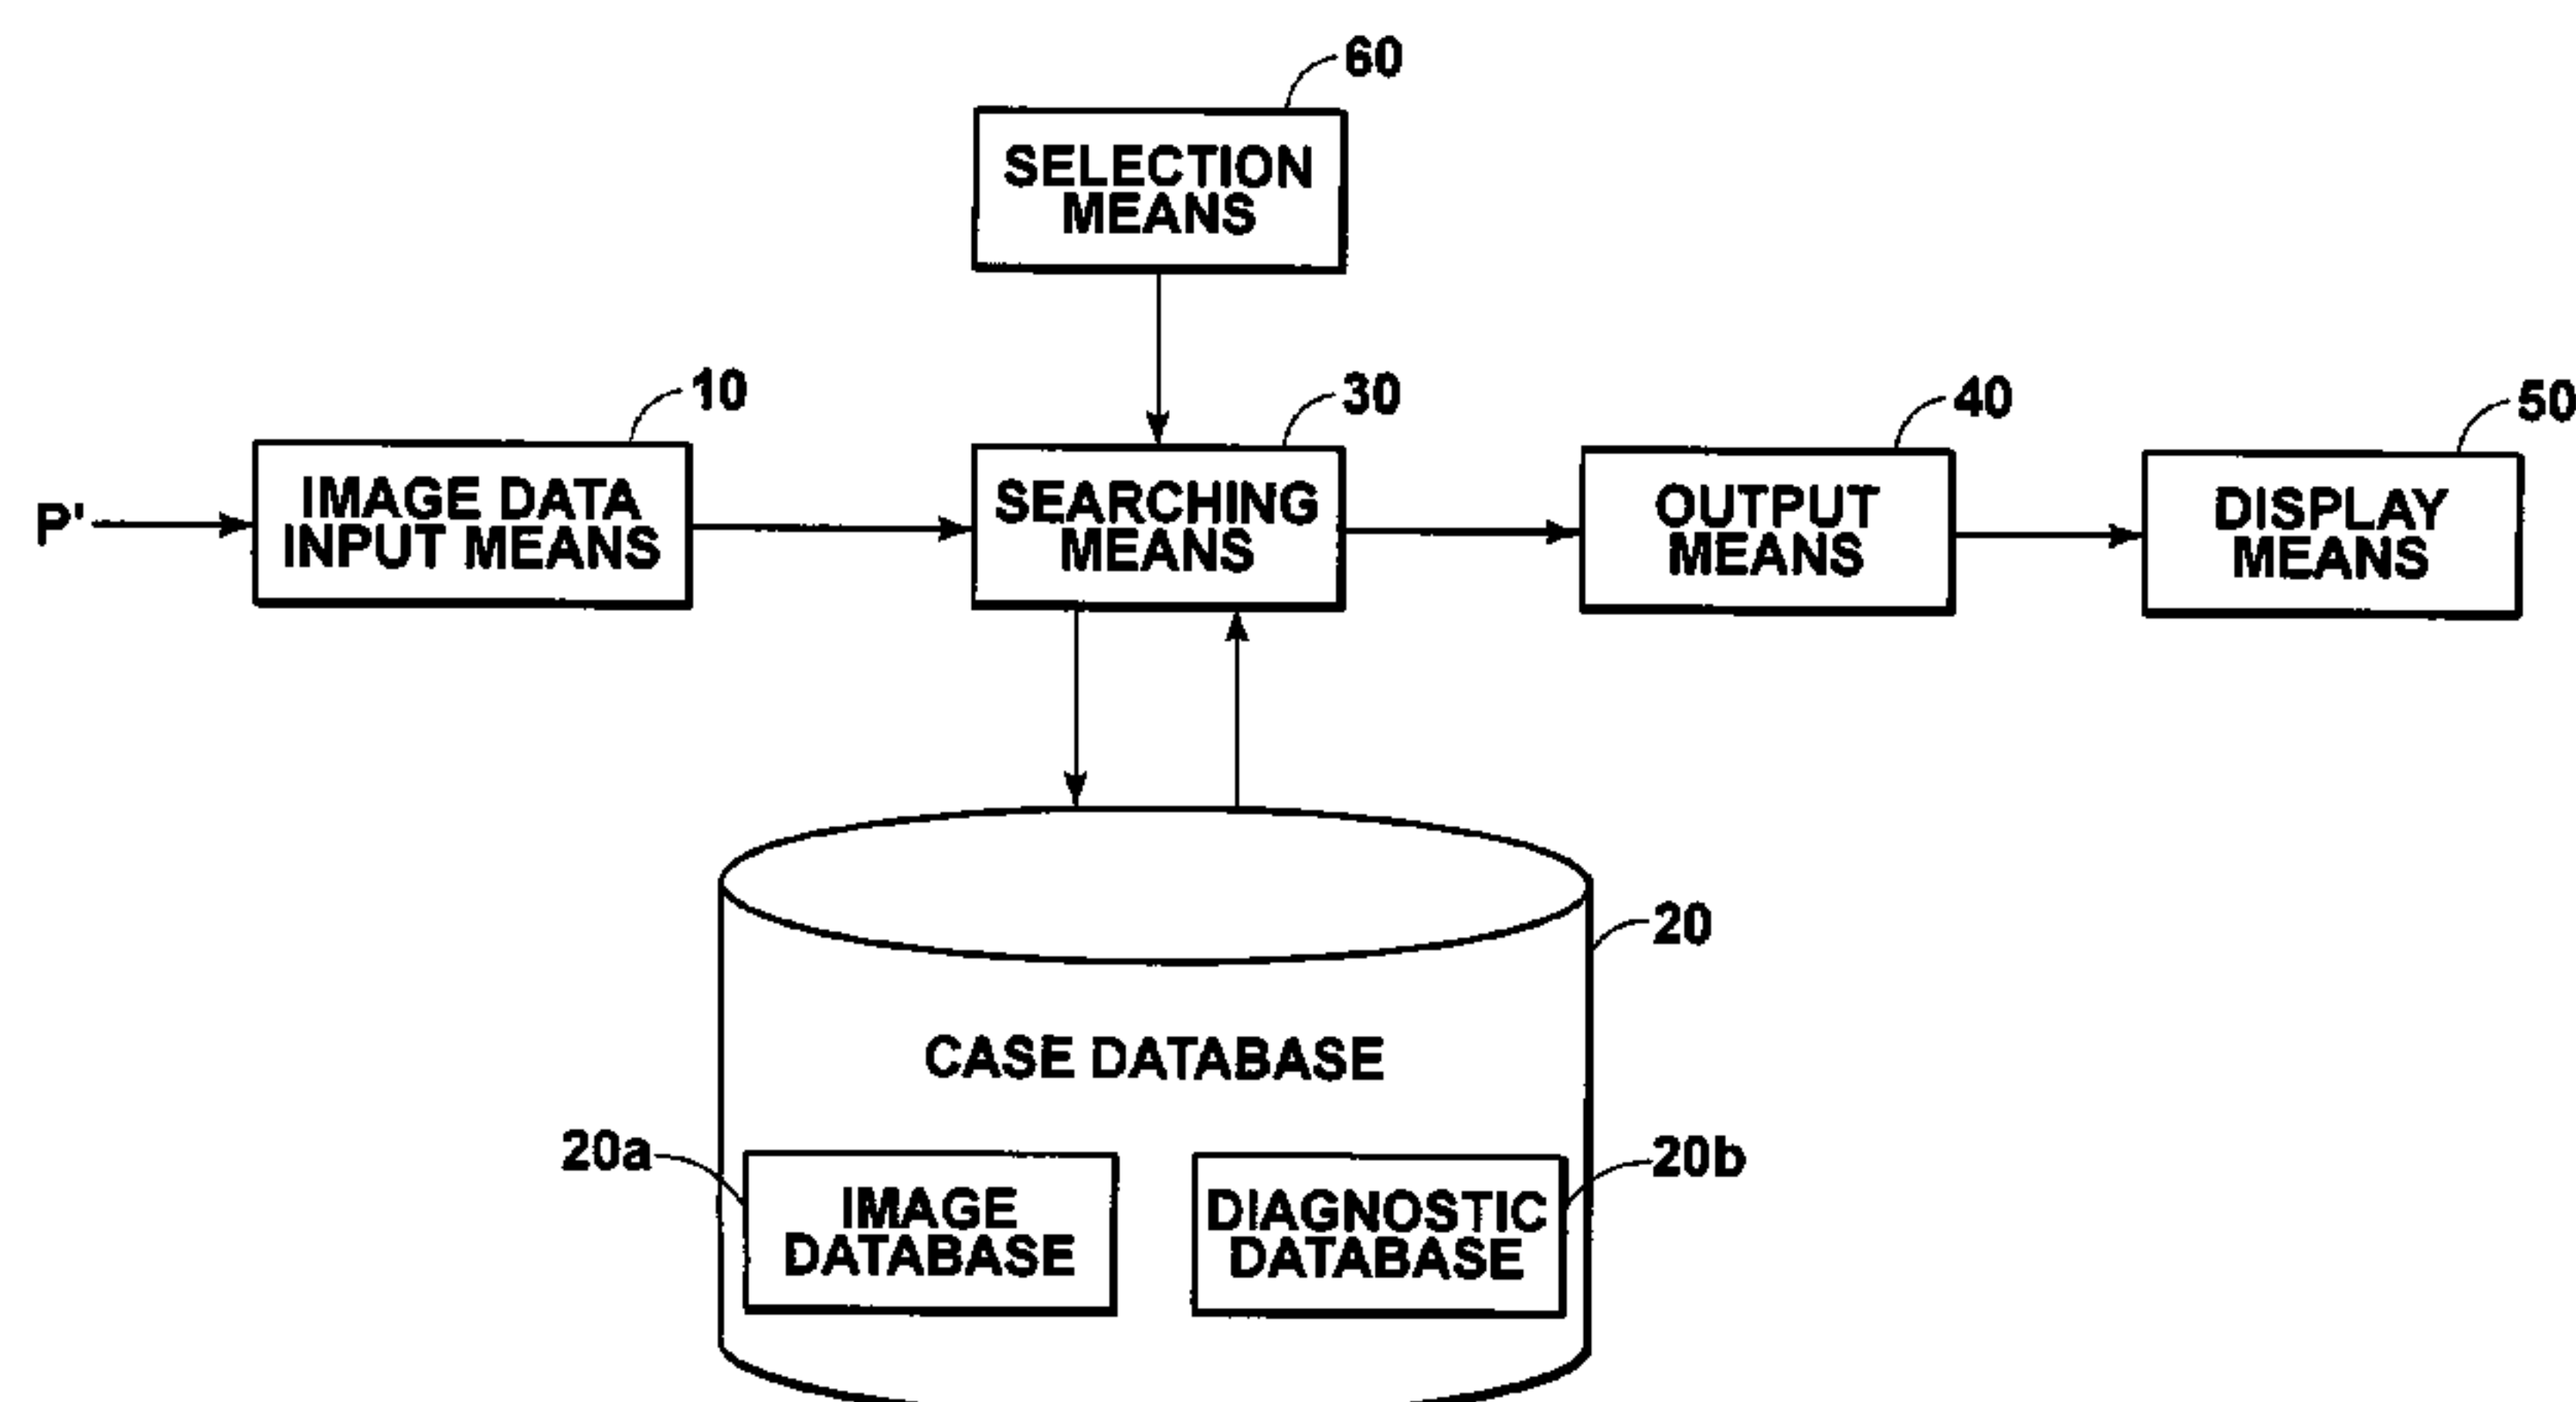 60
SELECTION
MEANS
10
30
40
50
P'
IMAGE DATA
INPUT MEANS
SEARCHING
MEANS
OUTPUT
MEANS
DISPLAY
MEANS
20
CASE DATABASE
20a
20b
IMAGE
DATABASE
DIAGNOSTIC
DATABASE